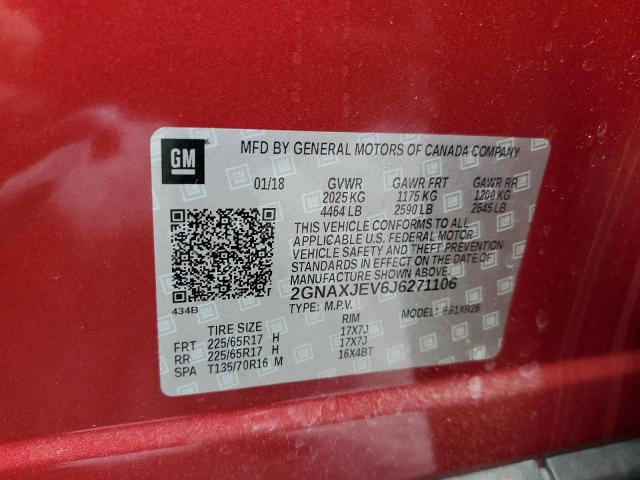 GM
MFD BY GENERAL MOTORS OF CANADA COMPANY
01/18 GVWR GAWR FRT GAWR RR
2025 KG 1175 KG 1200 KG
4464 LB 2590 LB 2645 LB
THIS VEHICLE CONFORMS TO ALL
APPLICABLE U.S. FEDERAL MOTOR
VEHICLE SAFETY AND THEFT
PREVENTION STANDARDS IN
EFFECT ON THE DATE OF
MANUFACTURE SHOWN ABOVE.
2GNAXJEV6J6271106
434B TYPE: M.P.V. MODEL:
TIRE SIZE RIM
FRT 225/65R17 H 17X7J
RR 225/65R17 H 17X7J
SPA T135/70R16 M 16X4BT